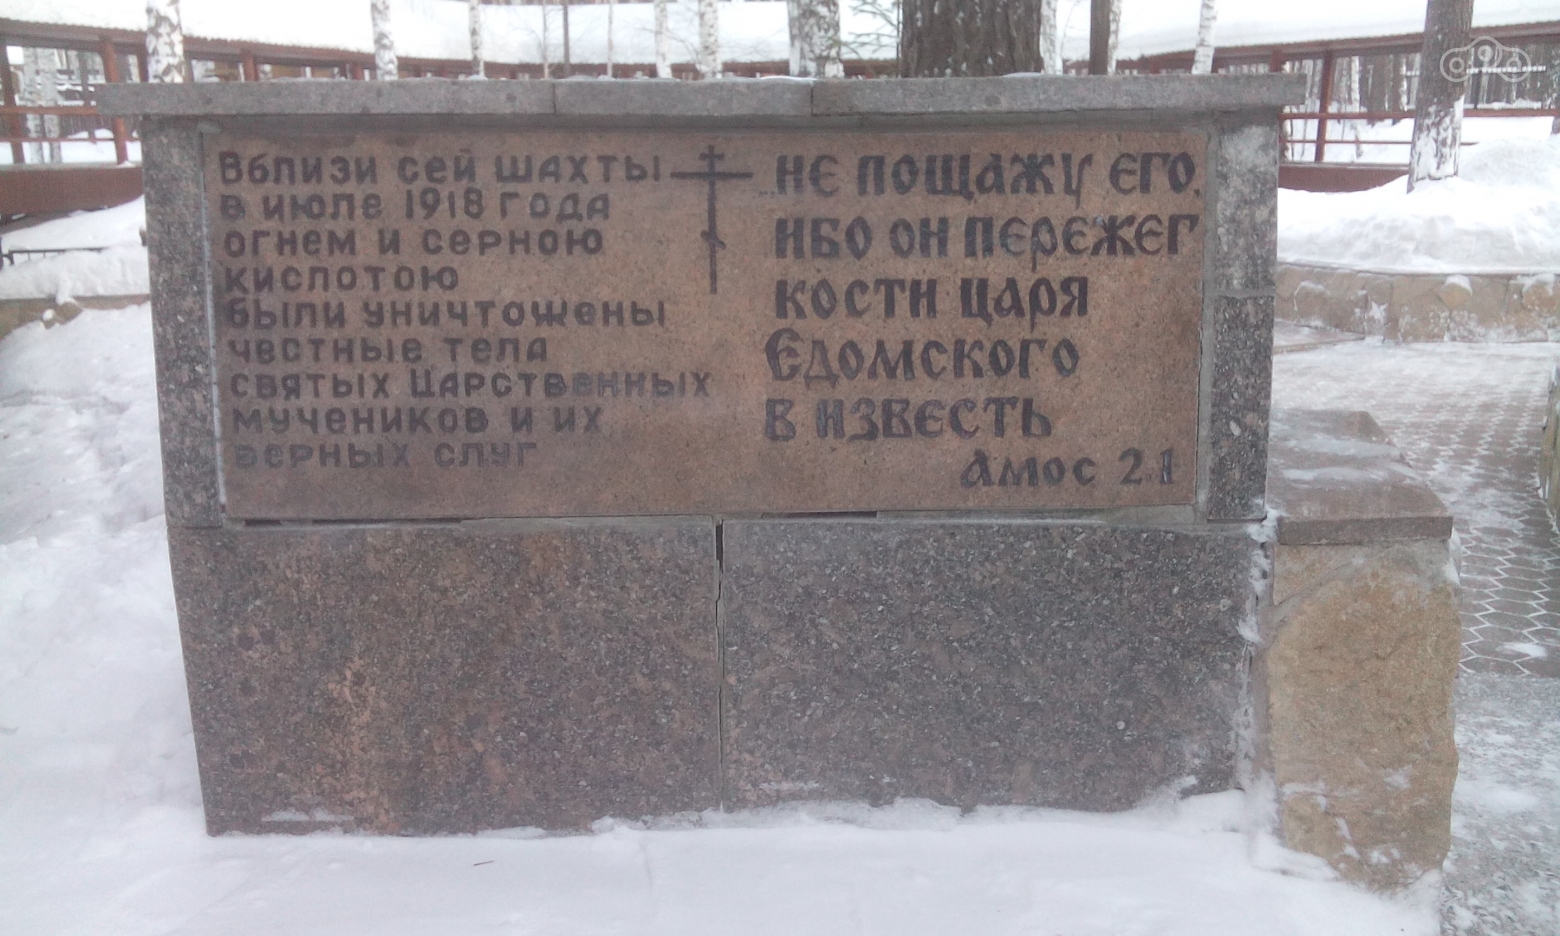 Вблизи сей шахты
в июле 1918 года
огнем и серною
кислотою
были уничтожены
честные тела
святых Царственных
мучеников и их
верных слуг
...не пощажу его,
ибо он пережег
кости царя
Едомского
в известь
Амос 2.1